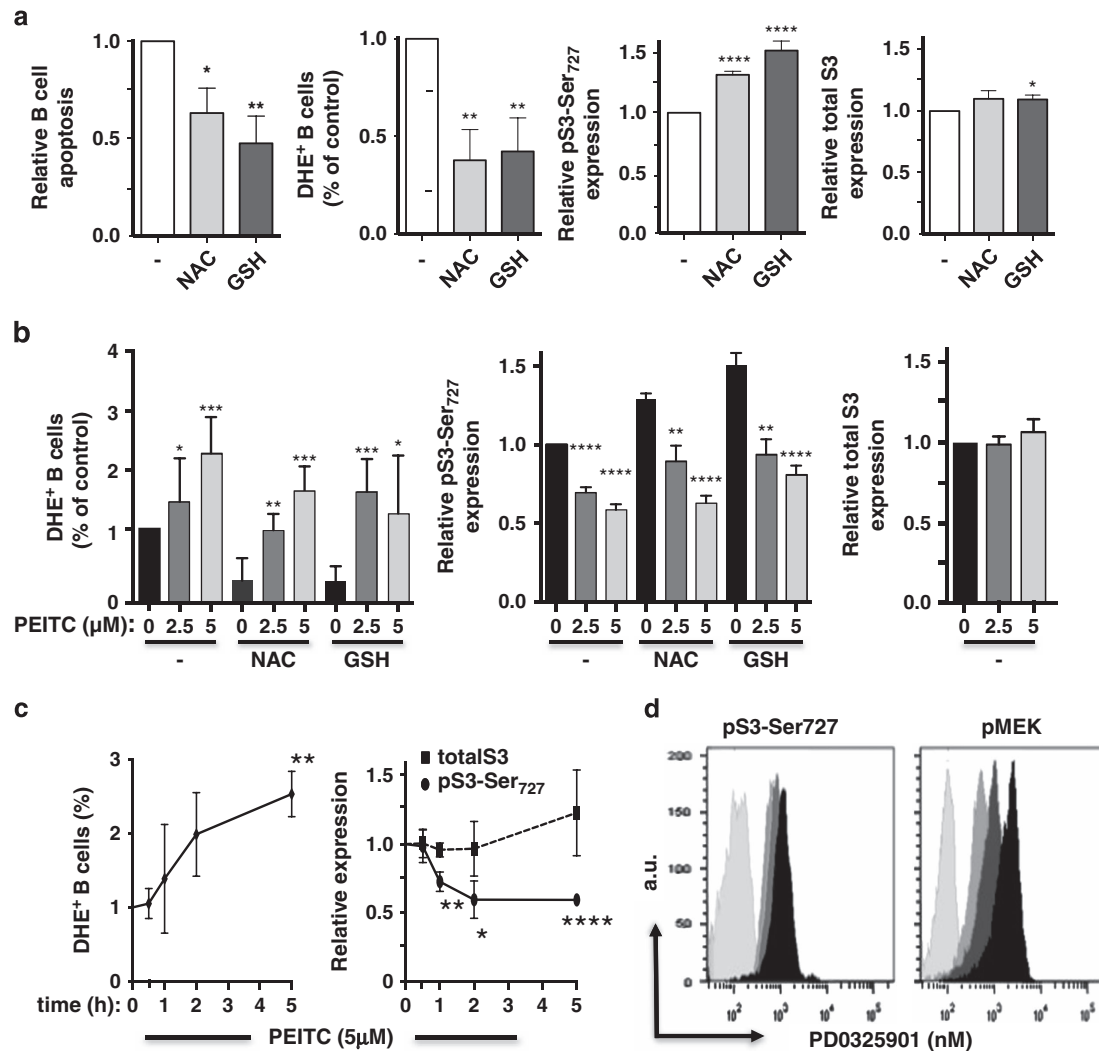 a
Relative B cell
apoptosis
1.0
0.5
0.0
*
**
-
NAC
GSH
DHE+ B cells
(% of control)
1.0
0.5
0.0
**
**
-
NAC
GSH
Relative pS3-Ser727
expression
1.5
1.0
0.5
0.0
****
****
-
NAC
GSH
Relative total S3
expression
1.5
1.0
0.5
0.0
*
-
NAC
GSH
b
DHE+ B cells
(% of control)
4
3
2
1
0
*
***
**
***
***
*
PEITC (µM):
0 2.5 5 0 2.5 5 0 2.5 5
- NAC GSH
Relative pS3-Ser727
expression
1.5
1.0
0.5
0.0
****
****
**
****
**
****
0 2.5 5 0 2.5 5 0 2.5 5
- NAC GSH
Relative total S3
expression
1.5
1.0
0.5
0.0
0 2.5 5
-
c
DHE+ B cells (%)
3
2
1
0
**
time (h): 0 1 2 3 4 5
Relative expression
1.5
1.0
0.5
0
totalS3
pS3-Ser727
**
*
****
0 1 2 3 4 5
PEITC (5µM)
d
pS3-Ser727
pMEK
a.u.
200
150
100
50
0
102 103 104 105
102 103 104 105
PD0325901 (nM)